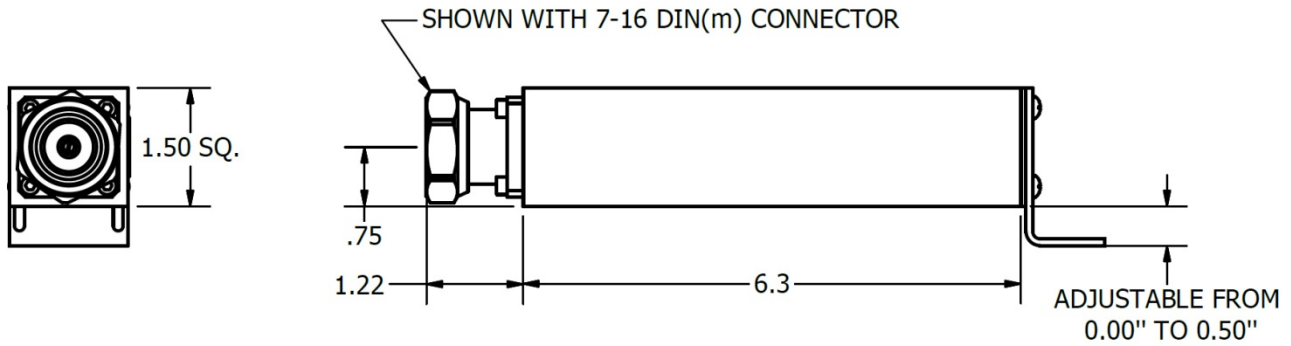 SHOWN WITH 7-16 DIN(m) CONNECTOR
1.50 SQ.
.75
1.22
6.3
ADJUSTABLE FROM
0.00" TO 0.50"